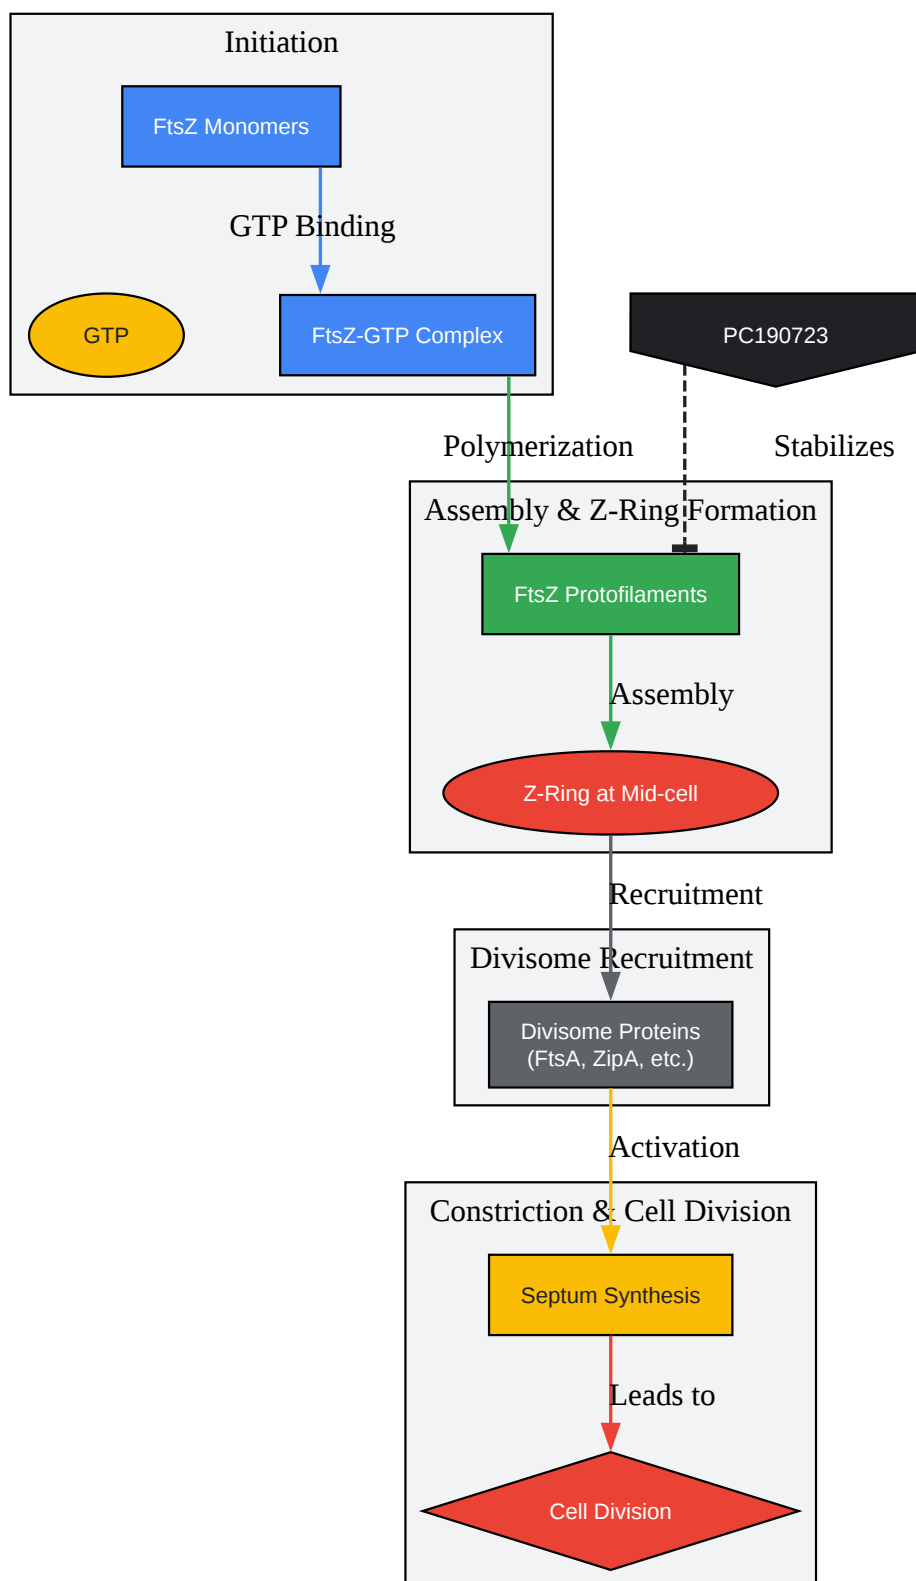 Initiation
FtsZ Monomers
GTP Binding
GTP
FtsZ-GTP Complex
PC190723
Polymerization
Stabilizes
Assembly & Z-Ring Formation
FtsZ Protofilaments
Assembly
Z-Ring at Mid-cell
Recruitment
Divisome Recruitment
Divisome Proteins
(FtsA, ZipA, etc.)
Activation
Constriction & Cell Division
Septum Synthesis
Leads to
Cell Division